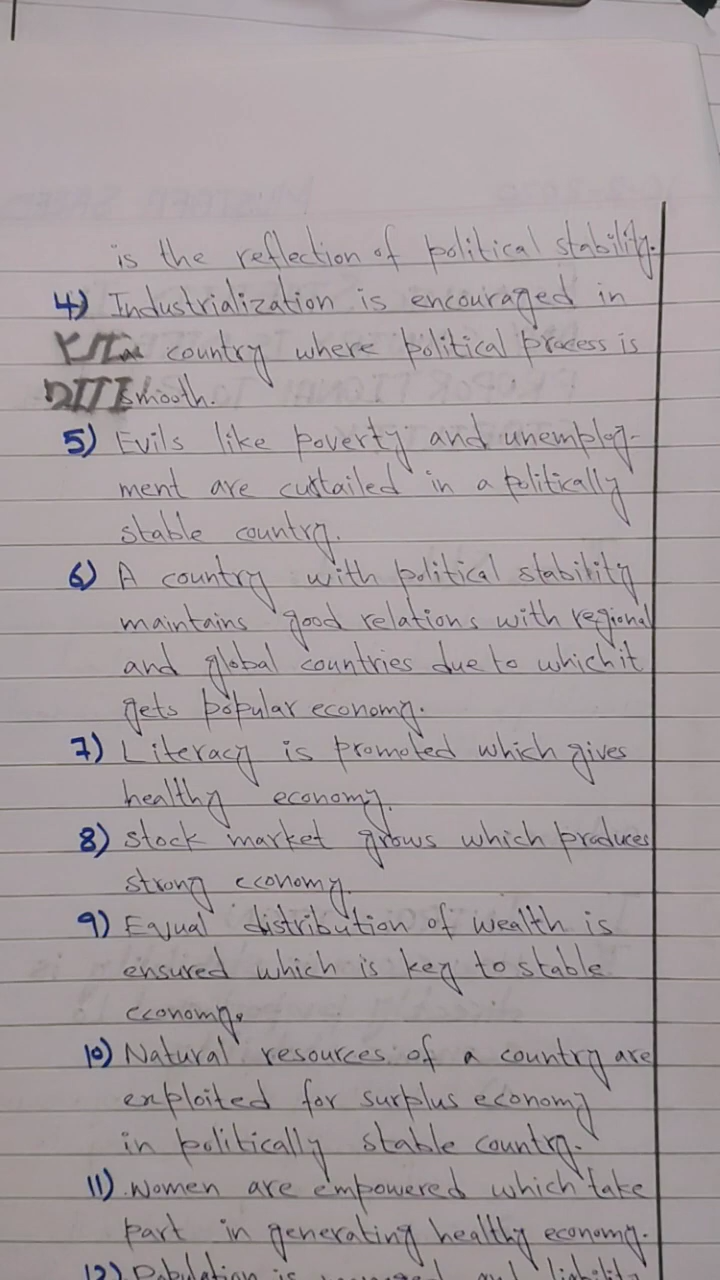 is the reflection of political stability.
4) Industrialization is encouraged in
country where political process is
smooth.
5) Evils like poverty and unemploy-
ment are curtailed in a politically
stable country.
6) A country with political stability
maintains good relations with regional
and global countries due to which it
gets popular economy.
7) Literacy is promoted which gives
healthy economy.
8) Stock market grows which produces
strong economy.
9) Equal distribution of wealth is
ensured which is key to stable
economy.
10) Natural resources of a country are
exploited for surplus economy
in politically stable country.
11) Women are empowered which take
part in generating healthy economy.
12) Population is and liability